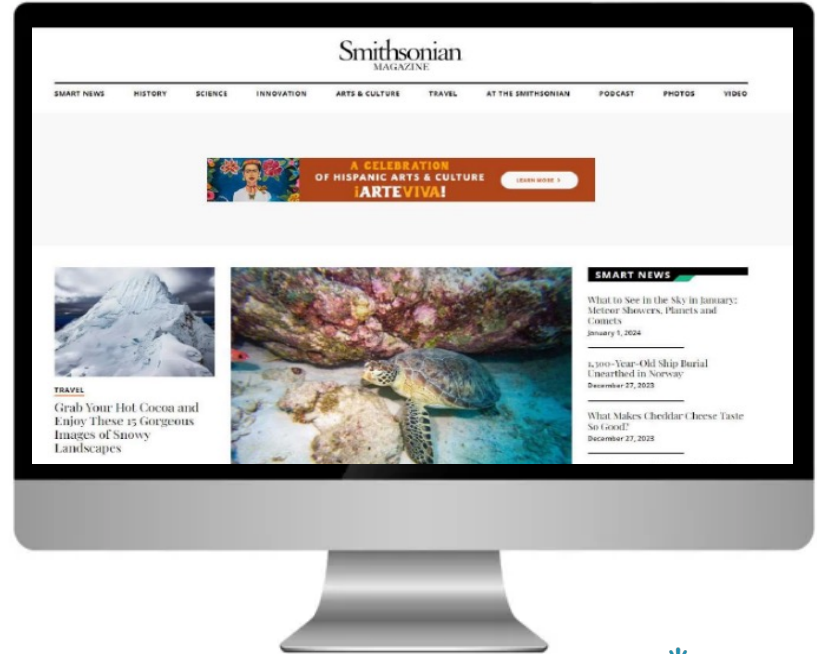 Smithsonian
MAGAZINE
SMART NEWS HISTORY SCIENCE INNOVATION ARTS & CULTURE TRAVEL AT THE SMITHSONIAN PODCAST PHOTOS VIDEO
A CELEBRATION
OF HISPANIC ARTS & CULTURE
¡ARTEVIVA!
LEARN MORE >
TRAVEL
Grab Your Hot Cocoa and
Enjoy These 15 Gorgeous
Images of Snowy
Landscapes
SMART NEWS
What to See in the Sky in January:
Meteor Showers, Planets and
Comets
January 1, 2024
1,300-Year-Old Ship Burial
Unearthed in Norway
December 27, 2023
What Makes Cheddar Cheese Taste
So Good?
December 27, 2023